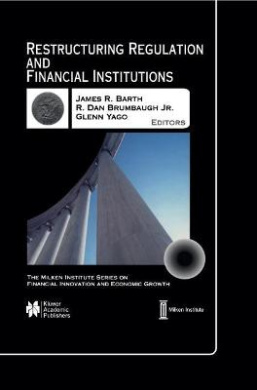 RESTRUCTURING REGULATION
AND
FINANCIAL INSTITUTIONS
JAMES R. BARTH
R. DAN BRUMBAUGH JR.
GLENN YAGO
EDITORS
THE MILKEN INSTITUTE SERIES ON
FINANCIAL INNOVATION AND ECONOMIC GROWTH
Kluwer
Academic
Publishers
Milken Institute